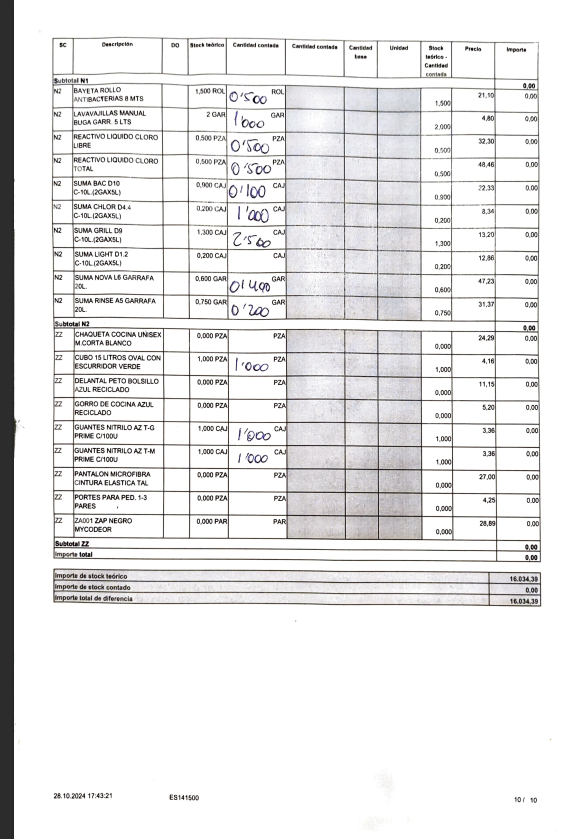 SC Descripción DO Stock teórico Cantidad contada Cantidad contada Cantidad base Unidad Stock teórico - Cantidad contada Precio Importe
Subtotal N1 0,00
N2 BAYETA ROLLO 1,500 ROL 0'500 ROL 1,500 21,10 0,00
ANTIBACTERIAS 8 MTS
N2 LAVAVAJILLAS MANUAL 2 GAR 1'000 GAR 2,000 4,80 0,00
BUGA GARR. 5 LTS
N2 REACTIVO LIQUIDO CLORO 0,500 PZA 0'500 PZA 0,500 32,30 0,00
LIBRE
N2 REACTIVO LIQUIDO CLORO 0,500 PZA 0'500 PZA 0,500 48,46 0,00
TOTAL
N2 SUMA BAC D10 0,900 CAJ 0'100 CAJ 0,900 22,33 0,00
C-10L.(2GAX5L)
N2 SUMA CHLOR D4.4 0,200 CAJ 1'000 CAJ 0,200 8,34 0,00
C-10L.(2GAX5L)
N2 SUMA GRILL D9 1,300 CAJ 2'500 CAJ 1,300 13,20 0,00
C-10L.(2GAX5L)
N2 SUMA LIGHT D1.2 0,200 CAJ CAJ 0,200 12,86 0,00
C-10L.(2GAX5L)
N2 SUMA NOVA L6 GARRAFA 0,600 GAR 0'400 GAR 0,600 47,23 0,00
20L.
N2 SUMA RINSE A5 GARRAFA 0,750 GAR 0'200 GAR 0,750 31,37 0,00
20L.
Subtotal N2 0,00
ZZ CHAQUETA COCINA UNISEX 0,000 PZA PZA 0,000 24,29 0,00
M.CORTA BLANCO
ZZ CUBO 15 LITROS OVAL CON 1,000 PZA 1'000 PZA 1,000 4,16 0,00
ESCURRIDOR VERDE
ZZ DELANTAL PETO BOLSILLO 0,000 PZA PZA 0,000 11,15 0,00
AZUL RECICLADO
ZZ GORRO DE COCINA AZUL 0,000 PZA PZA 0,000 5,20 0,00
RECICLADO
ZZ GUANTES NITRILO AZ T-G 1,000 CAJ 1'000 CAJ 1,000 3,36 0,00
PRIME C/100U
ZZ GUANTES NITRILO AZ T-M 1,000 CAJ 1'000 CAJ 1,000 3,36 0,00
PRIME C/100U
ZZ PANTALON MICROFIBRA 0,000 PZA PZA 0,000 27,00 0,00
CINTURA ELASTICA TAL
ZZ PORTES PARA PED. 1-3 0,000 PZA PZA 0,000 4,25 0,00
PARES
ZZ ZA001 ZAP NEGRO 0,000 PAR PAR 0,000 28,89 0,00
MYCODEOR
Subtotal ZZ 0,00
Importe total 0,00
Importe de stock teórico 16.034,39
Importe de stock contado 0,00
Importe total de diferencia 16.034,39
28.10.2024 17:43:21 ES141500 10 / 10